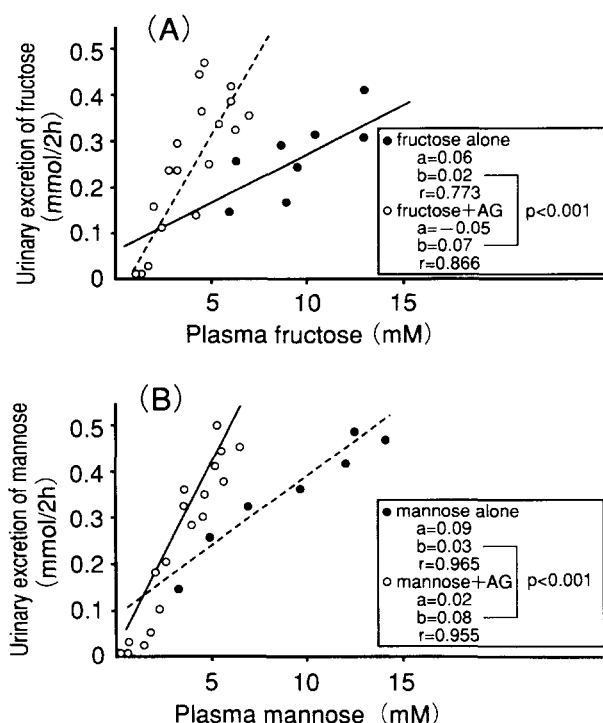 (A)
Urinary excretion of fructose
(mmol/2h)
0.5
0.4
0.3
0.2
0.1
0
5
10
15
Plasma fructose (mM)
● fructose alone
a=0.06
b=0.02
r=0.773
○ fructose+AG
a=−0.05
b=0.07
r=0.866
p<0.001
(B)
Urinary excretion of mannose
(mmol/2h)
0.5
0.4
0.3
0.2
0.1
0
5
10
15
Plasma mannose (mM)
● mannose alone
a=0.09
b=0.03
r=0.965
○ mannose+AG
a=0.02
b=0.08
r=0.955
p<0.001